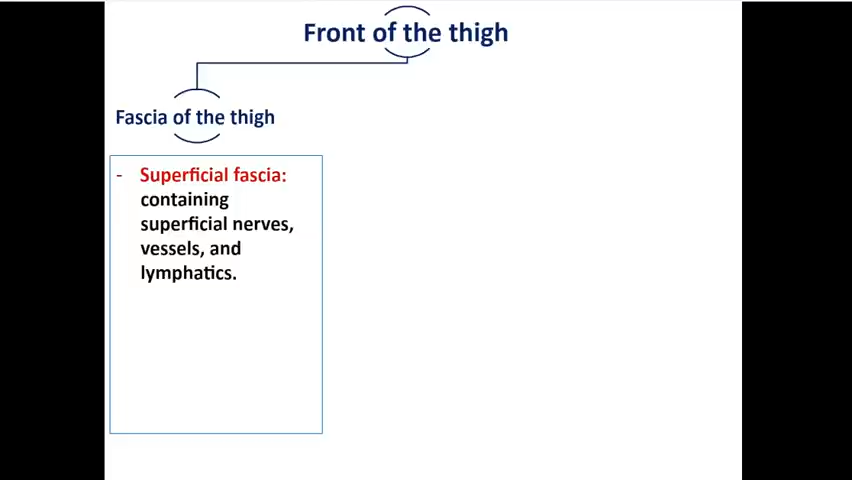 Front of the thigh
Fascia of the thigh
- Superficial fascia:
containing
superficial nerves,
vessels, and
lymphatics.